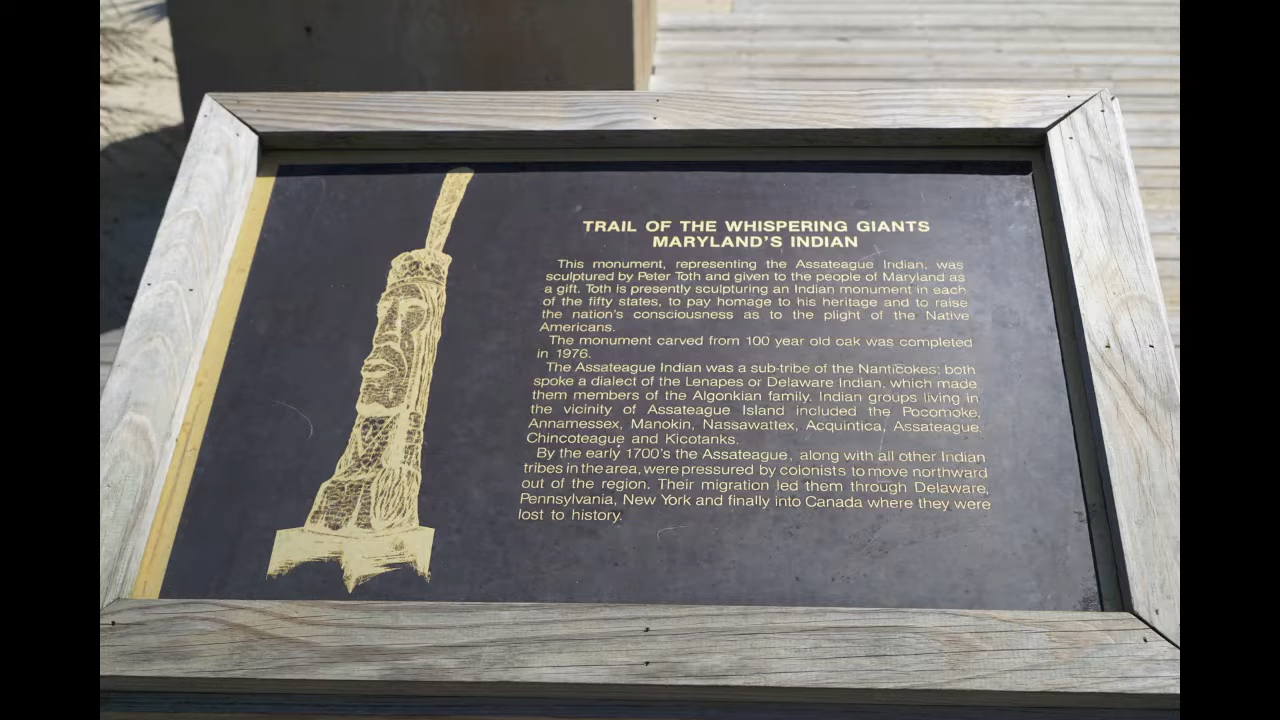 TRAIL OF THE WHISPERING GIANTS
MARYLAND'S INDIAN
This monument, representing the Assateague Indian, was
sculptured by Peter Toth and given to the people of Maryland as
a gift. Toth is presently sculpturing an Indian monument in each
of the fifty states, to pay homage to his heritage and to raise
the nation's consciousness as to the plight of the Native
Americans.
The monument carved from 100 year old oak was completed
in 1976.
The Assateague Indian was a sub-tribe of the Nanticokes; both
spoke a dialect of the Lenapes or Delaware Indian, which made
them members of the Algonkian family. Indian groups living in
the vicinity of Assateague Island included the Pocomoke,
Annamessex, Manokin, Nassawattex, Acquintica, Assateague,
Chincoteague and Kicotanks.
By the early 1700's the Assateague, along with all other Indian
tribes in the area, were pressured by colonists to move northward
out of the region. Their migration led them through Delaware,
Pennsylvania, New York and finally into Canada where they were
lost to history.